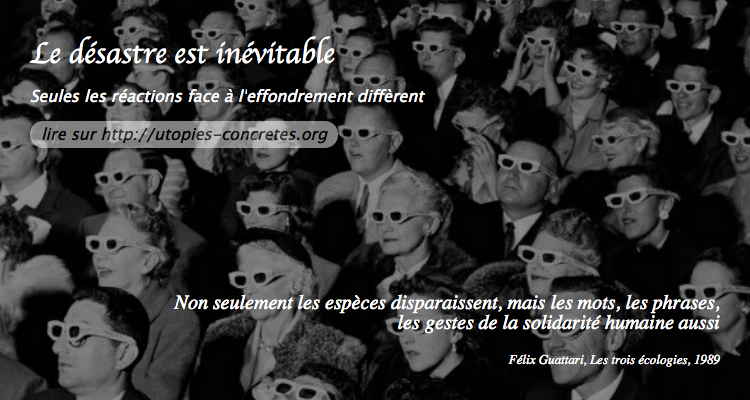 Le désastre est inévitable
Seules les réactions face à l'effondrement diffèrent
lire sur http://utopies-concretes.org
Non seulement les espèces disparaissent, mais les mots, les phrases,
les gestes de la solidarité humaine aussi
Félix Guattari, Les trois écologies, 1989